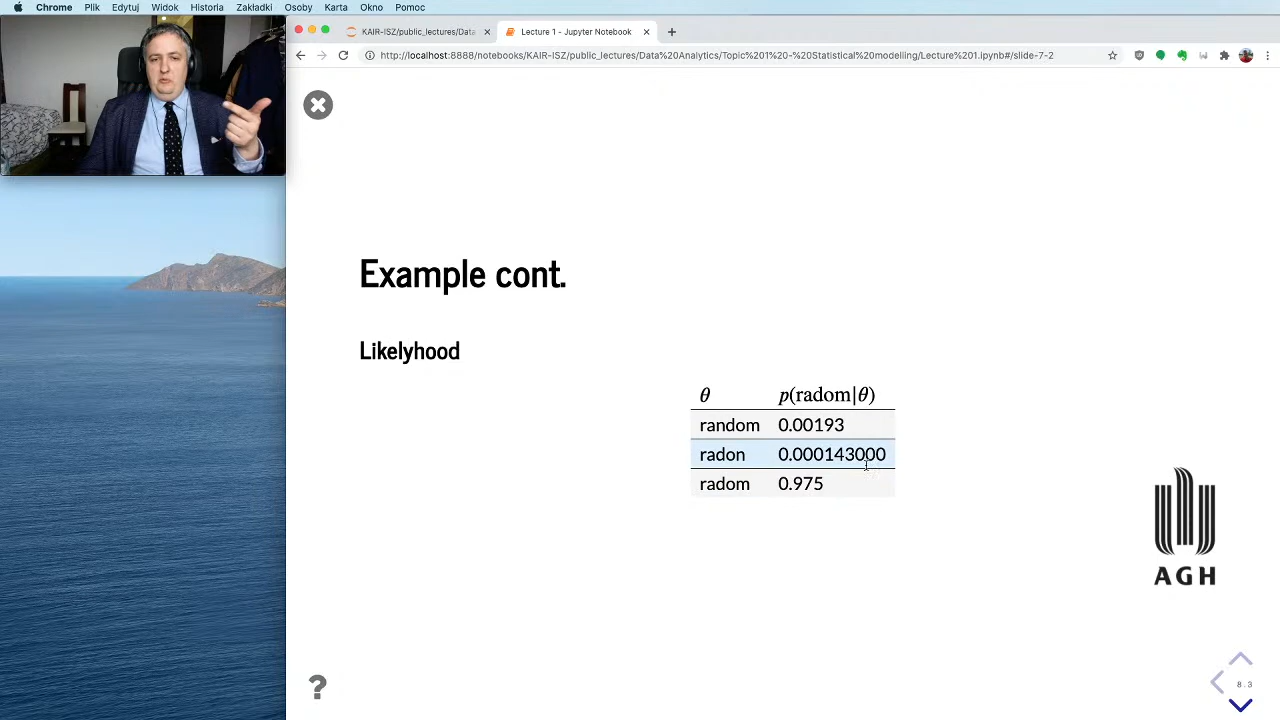 Chrome Plik Edytuj Widok Historia Zakładki Osoby Karta Okno Pomoc
KAIR-ISZ/public_lectures/Data
Lecture 1 - Jupyter Notebook
http://localhost:8888/notebooks/KAIR-ISZ/public_lectures/Data%20Analytics/Topic%201%20-%20Statistical%20modelling/Lecture%201.ipynb#/slide-7-2
Example cont.
Likelyhood
θ p(radom|θ)
random 0.00193
radon 0.000143000
radom 0.975
AGH
?
8.3